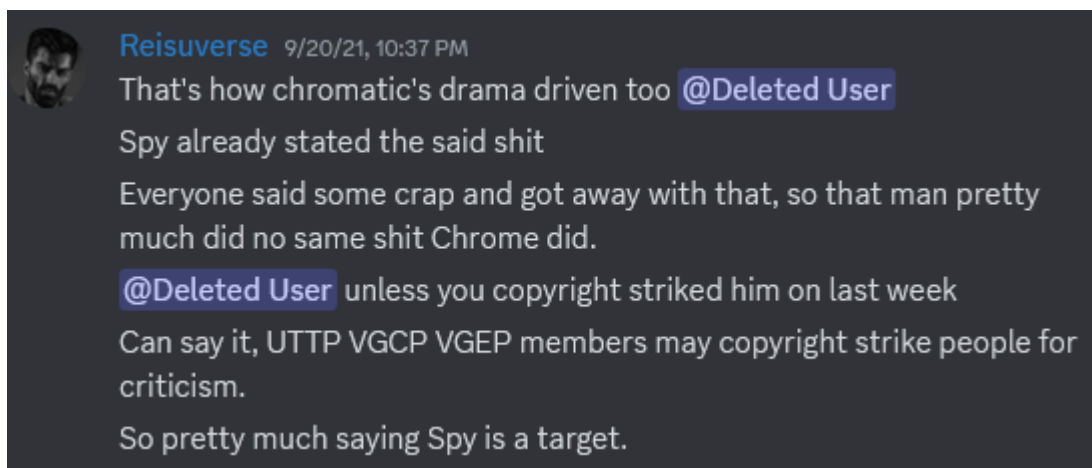 Reisuverse 9/20/21, 10:37 PM
That's how chromatic's drama driven too @Deleted User
Spy already stated the said shit
Everyone said some crap and got away with that, so that man pretty
much did no same shit Chrome did.
@Deleted User unless you copyright striked him on last week
Can say it, UTTP VGCP VGEP members may copyright strike people for
criticism.
So pretty much saying Spy is a target.